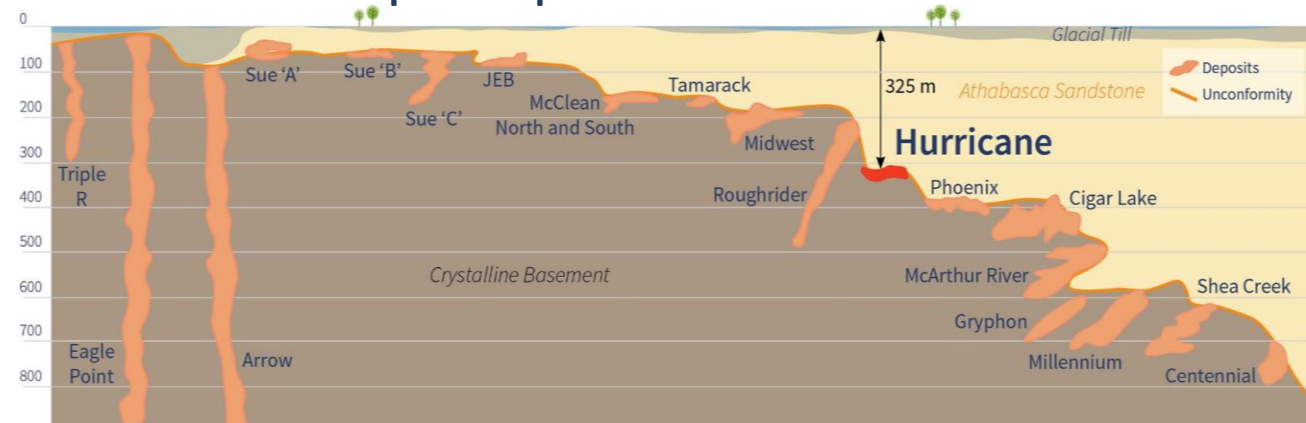 0
100
200
300
400
500
600
700
800
Glacial Till
Deposits
Unconformity
Athabasca Sandstone
325 m
Hurricane
Sue ‘A’
Sue ‘B’
Sue ‘C’
JEB
McClean
North and South
Tamarack
Midwest
Roughrider
Triple
R
Phoenix
Cigar Lake
Crystalline Basement
McArthur River
Shea Creek
Gryphon
Millennium
Centennial
Eagle
Point
Arrow